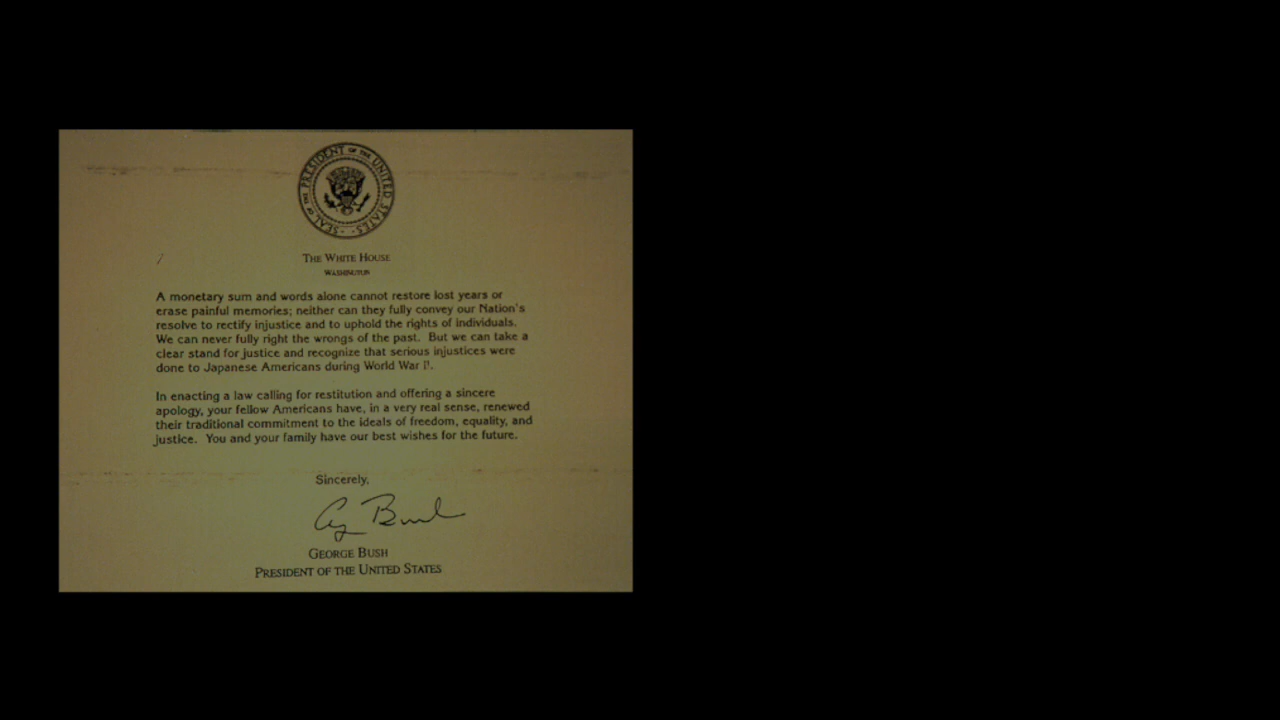 SEAL OF THE PRESIDENT OF THE UNITED STATES
THE WHITE HOUSE
WASHINGTON
A monetary sum and words alone cannot restore lost years or
erase painful memories; neither can they fully convey our Nation's
resolve to rectify injustice and to uphold the rights of individuals.
We can never fully right the wrongs of the past. But we can take a
clear stand for justice and recognize that serious injustices were
done to Japanese Americans during World War II.
In enacting a law calling for restitution and offering a sincere
apology, your fellow Americans have, in a very real sense, renewed
their traditional commitment to the ideals of freedom, equality, and
justice. You and your family have our best wishes for the future.
Sincerely,
G Bush
GEORGE BUSH
PRESIDENT OF THE UNITED STATES